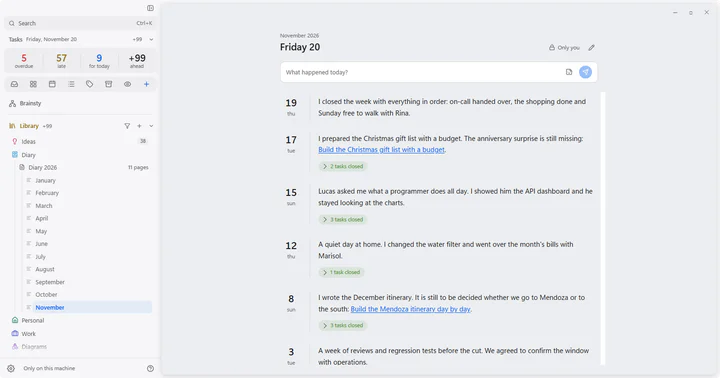 Search Ctrl+K
Tasks Friday, November 20 +99
5 57 9 +99
overdue late for today ahead
Brainsty
Library +99
Ideas 38
Diary
Diary 2026 11 pages
January
February
March
April
May
June
July
August
September
October
November
Personal
Work
Diagrams
Only on this machine
November 2026
Friday 20
Only you
What happened today?
19 thu
I closed the week with everything in order: on-call handed over, the shopping done and
Sunday free to walk with Rina.
17 tue
I prepared the Christmas gift list with a budget. The anniversary surprise is still missing:
Build the Christmas gift list with a budget.
2 tasks closed
15 sun
Lucas asked me what a programmer does all day. I showed him the API dashboard and he
stayed looking at the charts.
3 tasks closed
12 thu
A quiet day at home. I changed the water filter and went over the month's bills with
Marisol.
1 task closed
8 sun
I wrote the December itinerary. It is still to be decided whether we go to Mendoza or to
the south: Build the Mendoza itinerary day by day.
3 tasks closed
3 tue
A week of reviews and regression tests before the cut. We agreed to confirm the window
with operations.